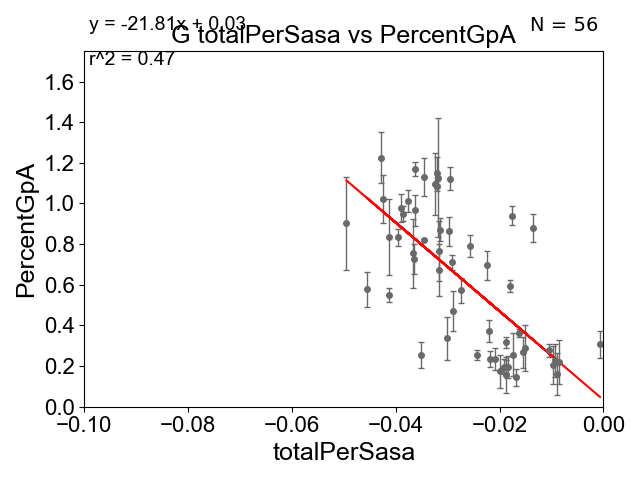 y = -21.81x + 0.03
N = 56
G totalPerSasa vs PercentGpA
r^2 = 0.47
PercentGpA
1.6
1.4
1.2
1.0
0.8
0.6
0.4
0.2
0.0
−0.10 −0.08 −0.06 −0.04 −0.02 0.00
totalPerSasa